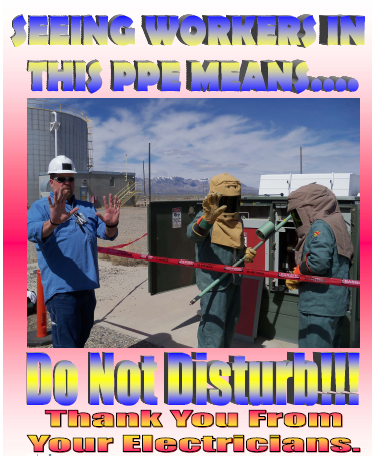 SEEING WORKERS IN
THIS PPE MEANS.....
Do Not Disturb!!!
Thank You From
Your Electricians.